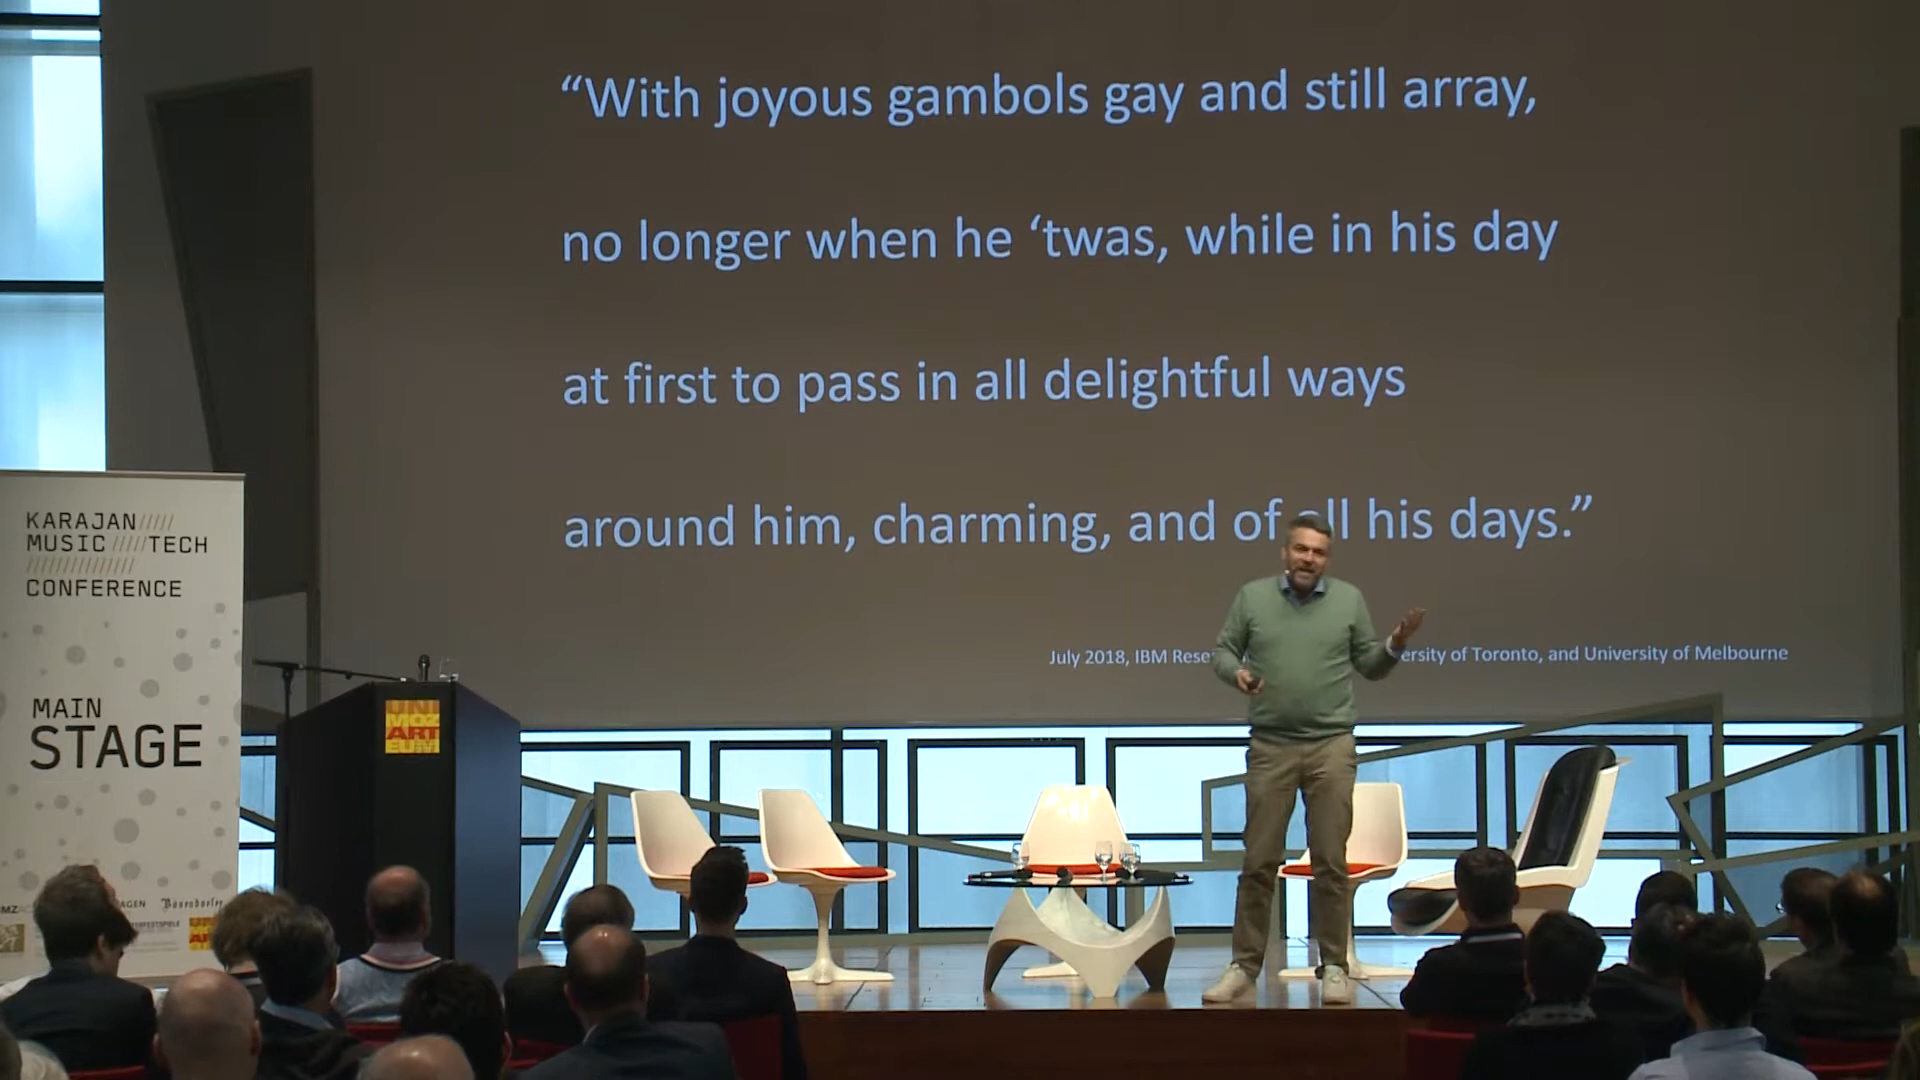 “With joyous gambols gay and still array,
no longer when he ‘twas, while in his day
at first to pass in all delightful ways
around him, charming, and of all his days.”
July 2018, IBM Rese ersity of Toronto, and University of Melbourne
KARAJAN/////
MUSIC /////TECH
///////////////
CONFERENCE
MAIN
STAGE
UNI
MOZ
ART
EUM
Bösendorfer